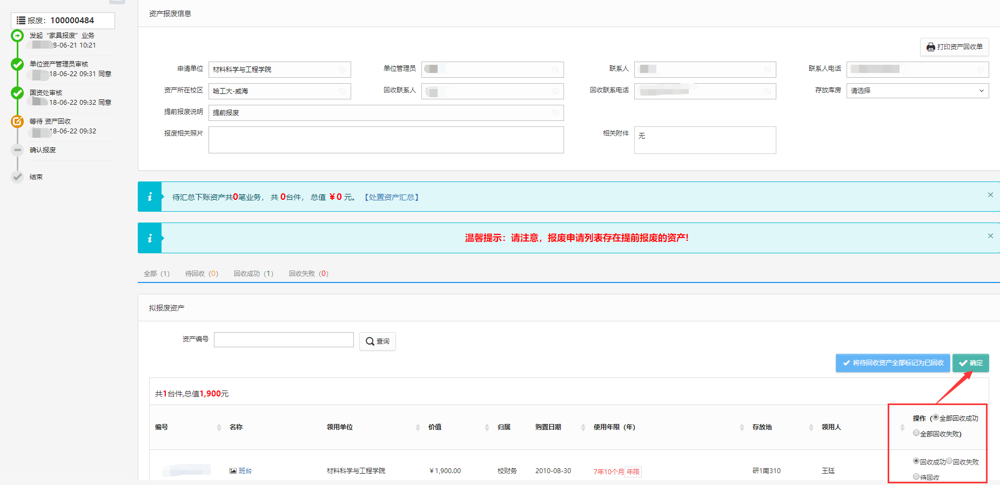 报废：100000484
发起“家具报废”业务
8-06-21 10:21
单位资产管理员审核
18-06-22 09:31 同意
国资处审核
18-06-22 09:32 同意
等待 资产回收
18-06-22 09:32
确认报废
结束
资产报废信息
打印资产回收单
申请单位 材料科学与工程学院 单位管理员 联系人 联系人电话
资产所在校区 哈工大-威海 回收联系人 回收联系电话 存放库房 请选择
提前报废说明 提前报废
报废相关照片 相关附件 无
待汇总下账资产共0笔业务， 共 0台件， 总值 ￥0 元。 【处置资产汇总】
温馨提示：请注意，报废申请列表存在提前报废的资产!
全部（1） 待回收（0） 回收成功（1） 回收失败（0）
拟报废资产
资产编号 查询
将待回收资产全部标记为已回收 确定
共1台件,总值1,900元
编号 名称 领用单位 价值 归属 购置日期 使用年限（年） 存放地 领用人 操作（全部回收成功
全部回收失败)
班台 材料科学与工程学院 ￥1,900.00 校财务 2010-08-30 7年10个月 年限 研1南310 王廷 回收成功 回收失败
待回收